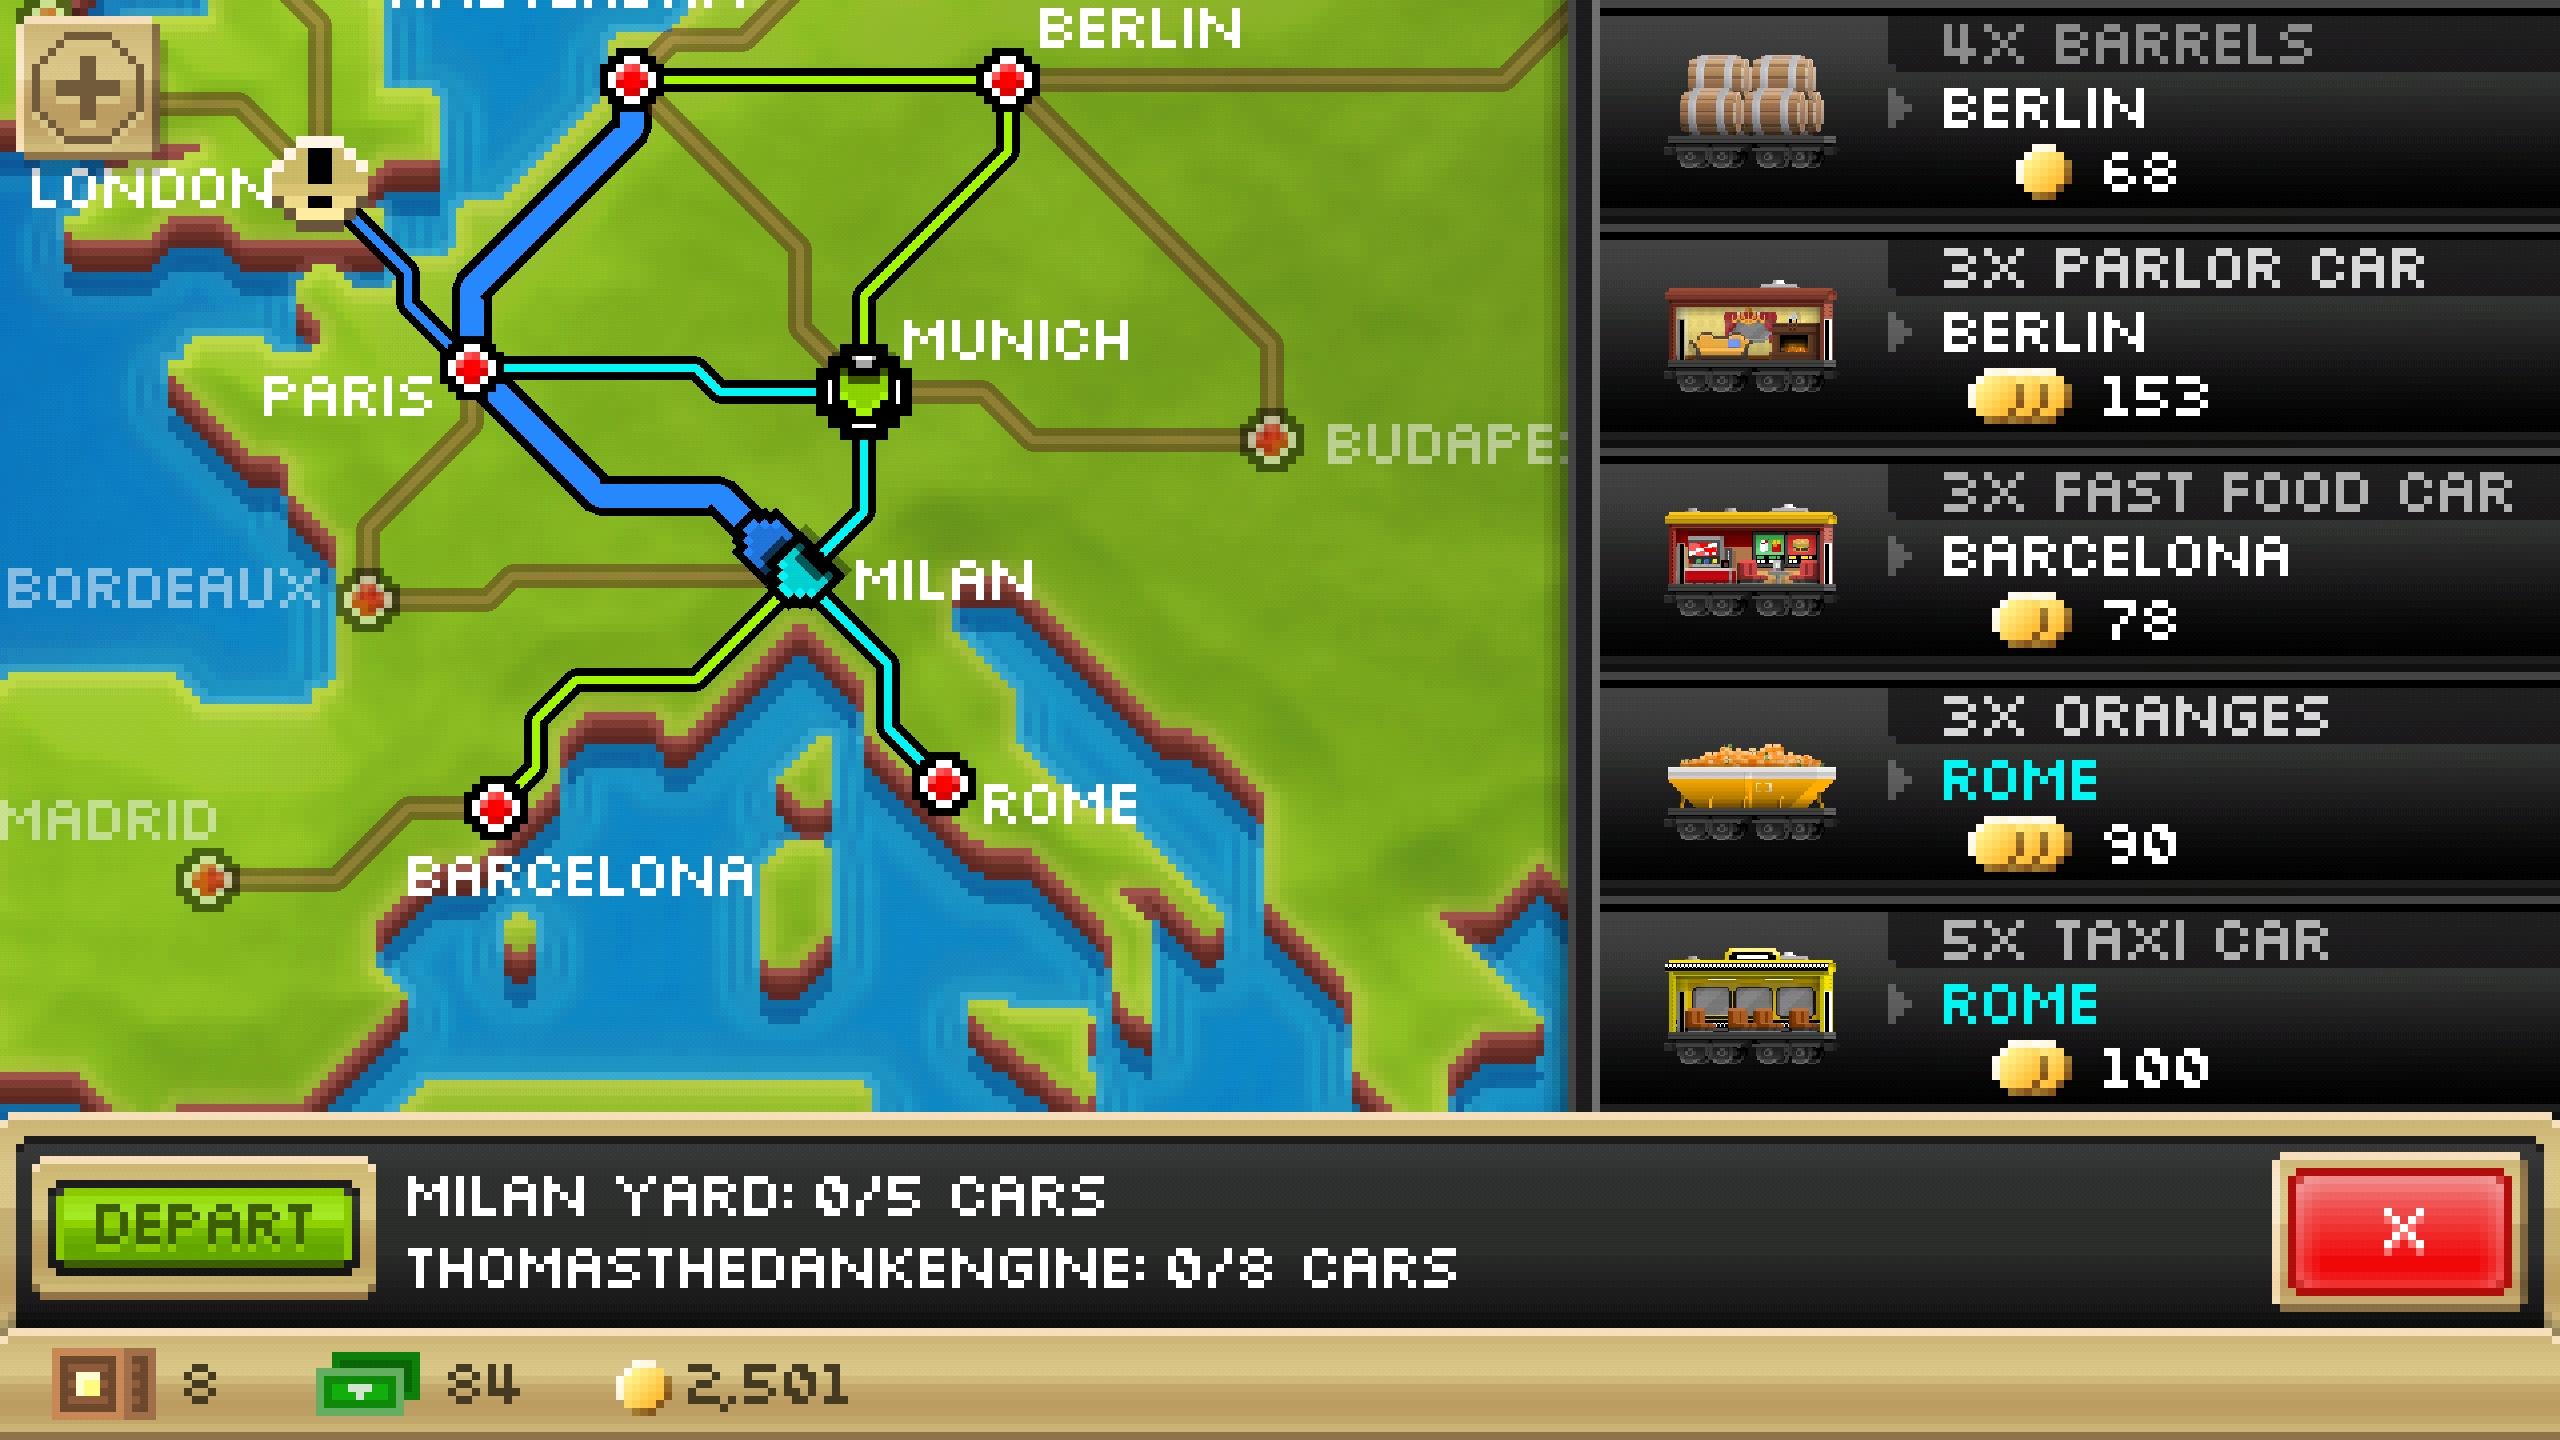 BERLIN
LONDON
MUNICH
PARIS
BORDEAUX
MILAN
MADRID
ROME
BARCELONA
4X BARRELS
BERLIN
68
3X PARLOR CAR
BERLIN
153
3X FAST FOOD CAR
BARCELONA
78
3X ORANGES
ROME
90
5X TAXI CAR
ROME
100
DEPART
MILAN YARD: 0/5 CARS
THOMASTHEDANKENGINE: 0/8 CARS
X
8
84
2,501